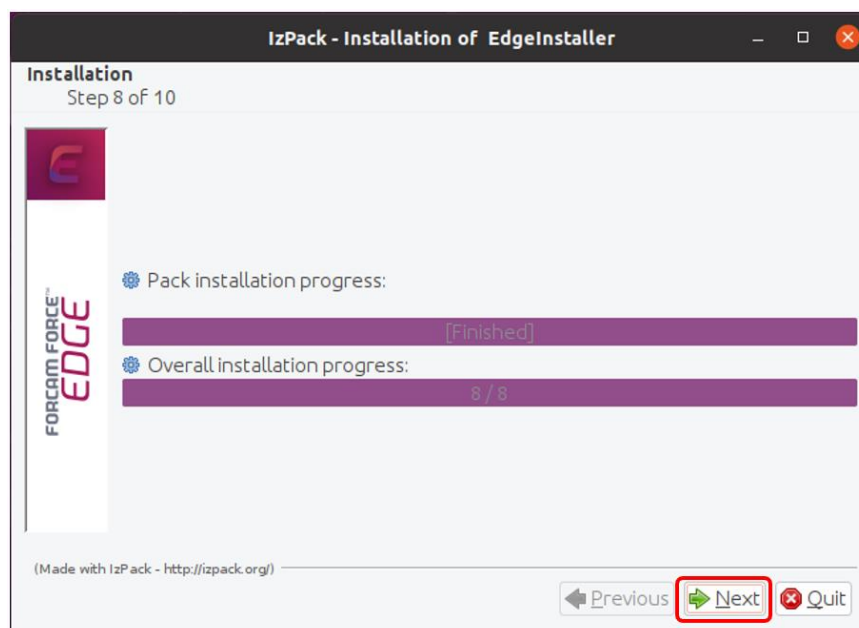 IzPack - Installation of EdgeInstaller
Installation
Step 8 of 10
FORCAM FORCE™
EDGE
Pack installation progress:
[Finished]
Overall installation progress:
8 / 8
(Made with IzPack - http://izpack.org/)
Previous
Next
Quit